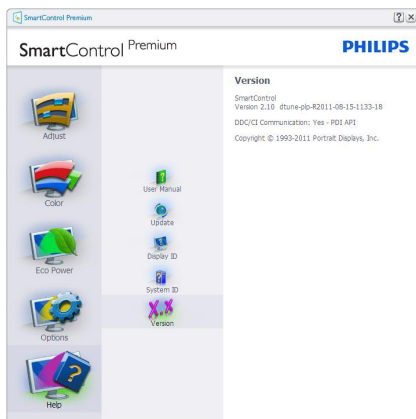 SmartControl Premium
SmartControl Premium
PHILIPS
Adjust
Color
Eco Power
Options
Help
User Manual
Update
Display ID
System ID
X.X
Version
Version
SmartControl
Version 2.10 dtune-plp-R2011-08-15-1133-18
DDC/CI Communication: Yes - PDI API
Copyright © 1993-2011 Portrait Displays, Inc.